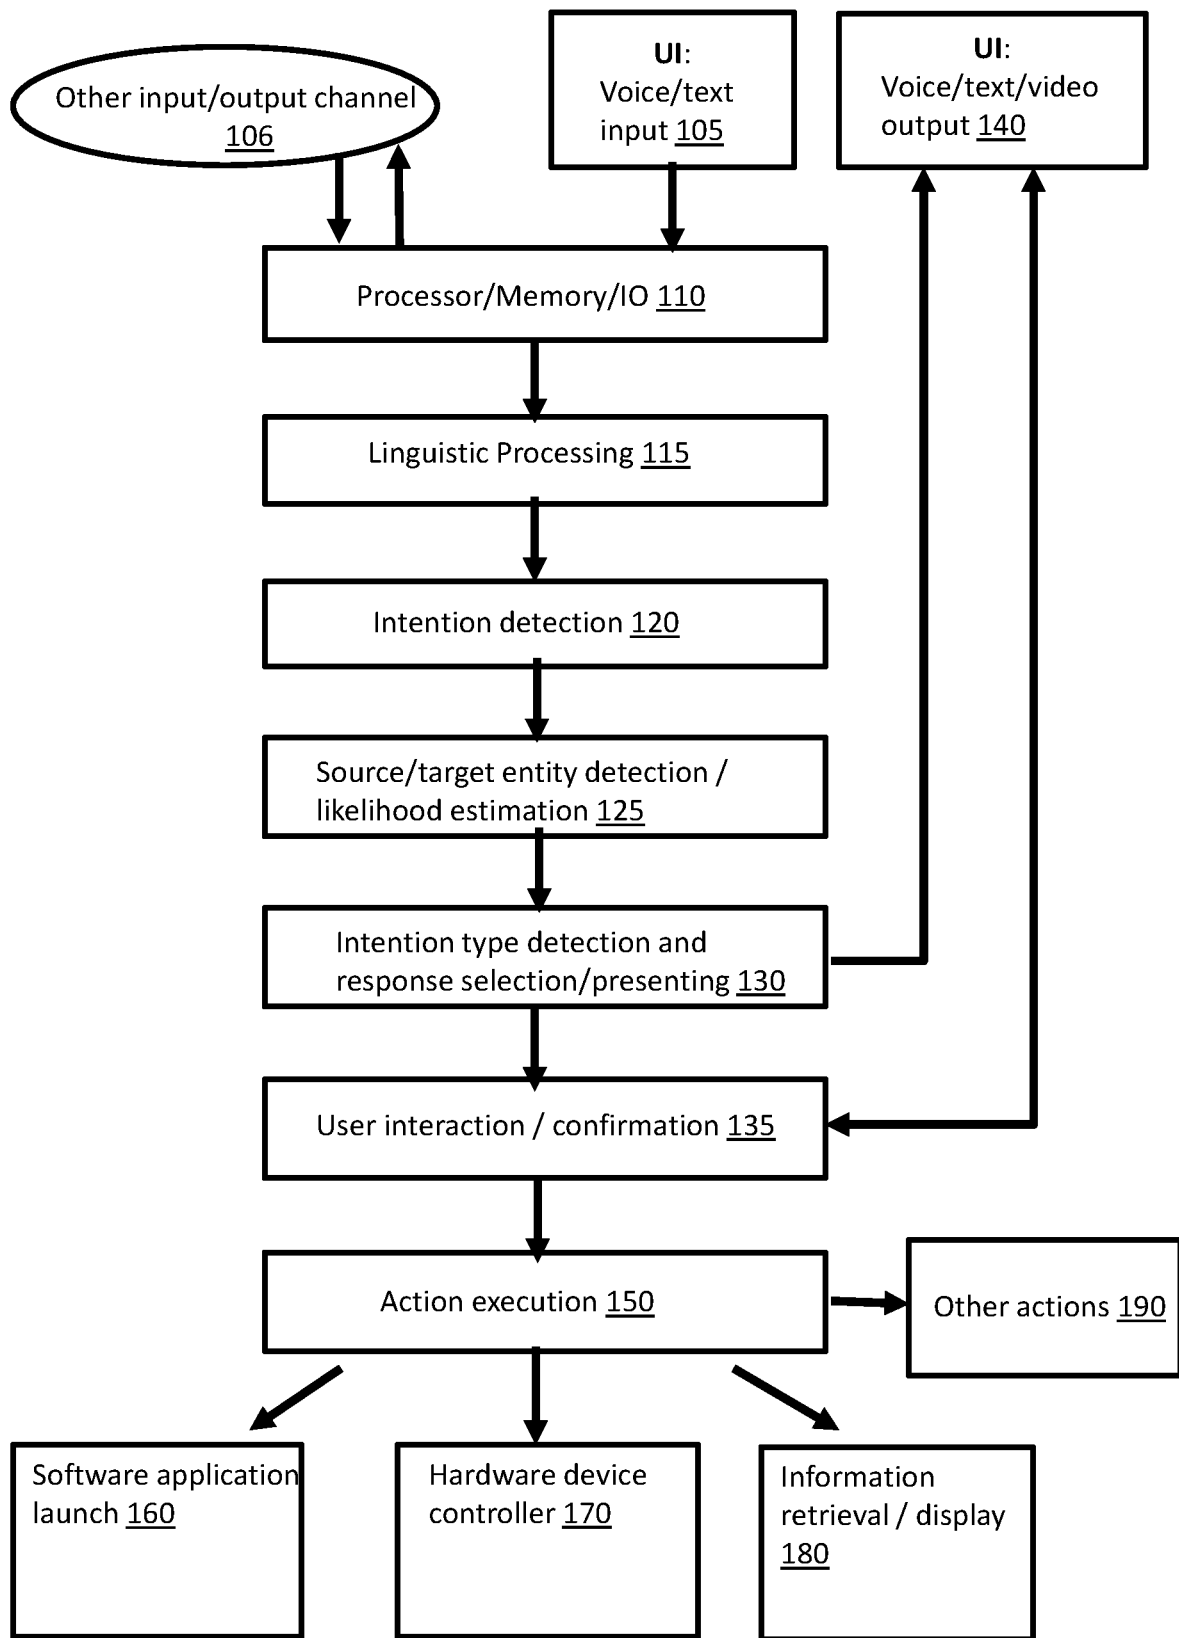 Other input/output channel
106
UI:
Voice/text
input 105
UI:
Voice/text/video
output 140
Processor/Memory/IO 110
Linguistic Processing 115
Intention detection 120
Source/target entity detection /
likelihood estimation 125
Intention type detection and
response selection/presenting 130
User interaction / confirmation 135
Action execution 150
Other actions 190
Software application
launch 160
Hardware device
controller 170
Information
retrieval / display
180